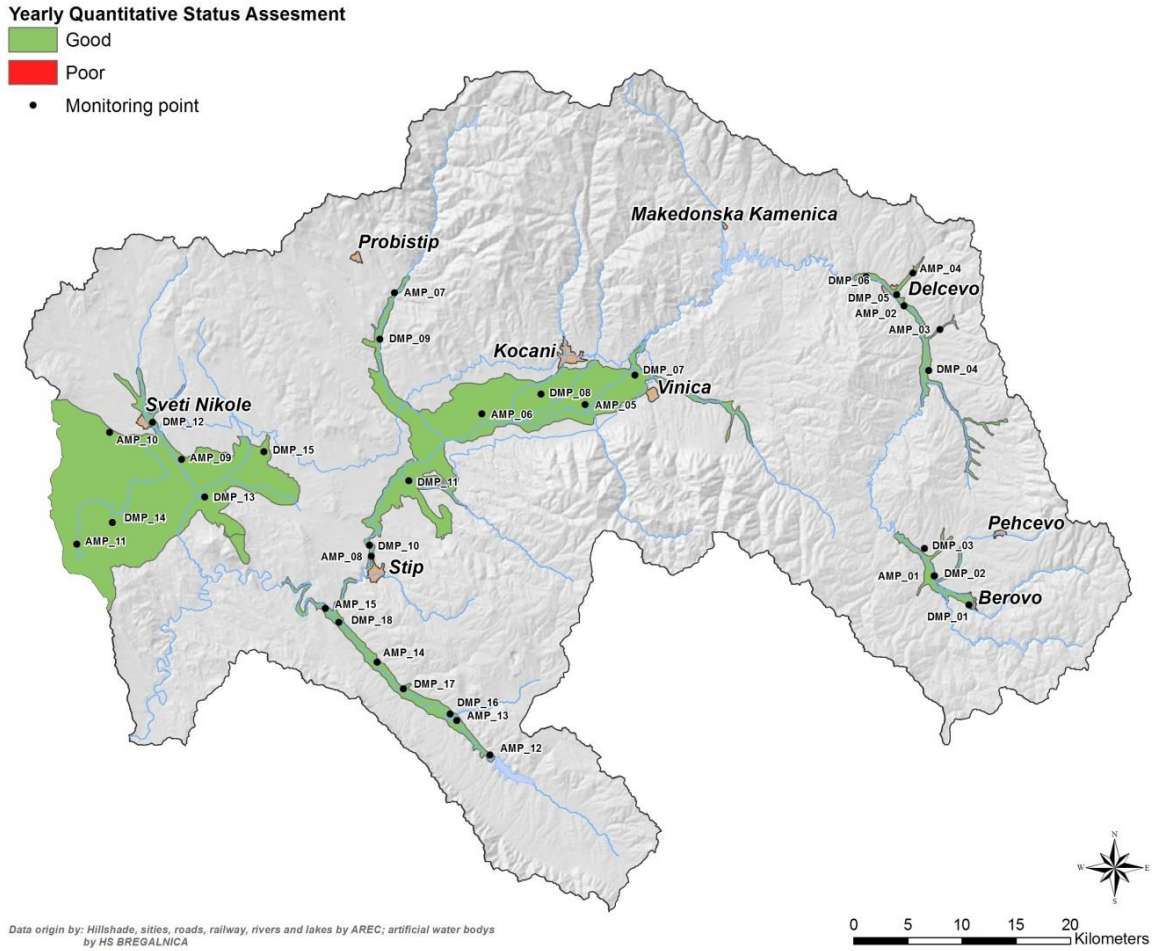 Yearly Quantitative Status Assesment
Good
Poor
Monitoring point
Makedonska Kamenica
Probistip
AMP_04
DMP_06
Delcevo
DMP_05
AMP_07
AMP_02
AMP_03
DMP_09
Kocani
DMP_04
DMP_07
Vinica
DMP_08
AMP_05
AMP_06
Sveti Nikole
DMP_12
AMP_10
DMP_15
AMP_09
DMP_11
DMP_13
DMP_14
Pehcevo
AMP_11
DMP_10
DMP_03
AMP_08
Stip
AMP_01
DMP_02
Berovo
AMP_15
DMP_01
DMP_18
AMP_14
DMP_17
DMP_16
AMP_13
AMP_12
N
W
E
S
0 5 10 15 20
Kilometers
Data origin by: Hillshade, sities, roads, railway, rivers and lakes by AREC; artificial water bodys
by HS BREGALNICA